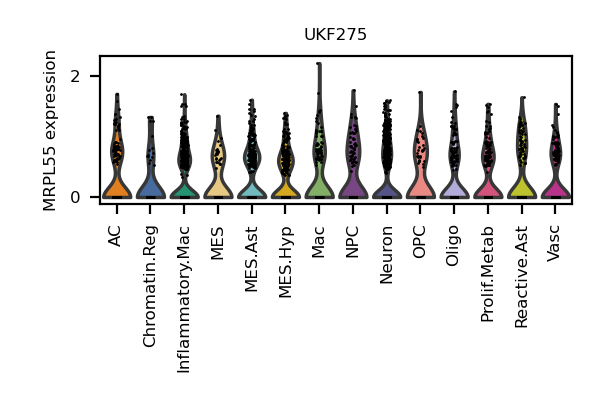 UKF275
MRPL55 expression
2
0
AC
Chromatin.Reg
Inflammatory.Mac
MES
MES.Ast
MES.Hyp
Mac
NPC
Neuron
OPC
Oligo
Prolif.Metab
Reactive.Ast
Vasc